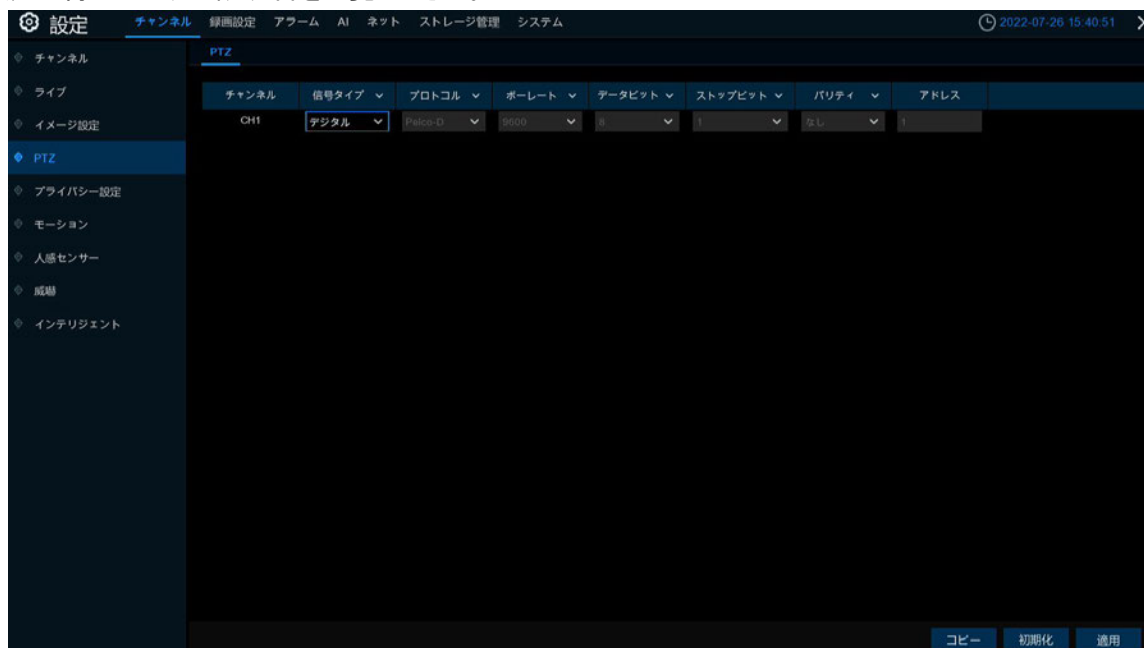 設定 チャンネル 録画設定 アラーム AI ネット ストレージ管理 システム 2022-07-26 15:40:51
チャンネル
ライブ
イメージ設定
PTZ
プライバシー設定
モーション
人感センサー
威嚇
インテリジェント
PTZ
チャンネル 信号タイプ プロトコル ボーレート データビット ストップビット パリティ アドレス
CH1 デジタル Pelco-D 9600 8 1 なし 1
コピー 初期化 適用